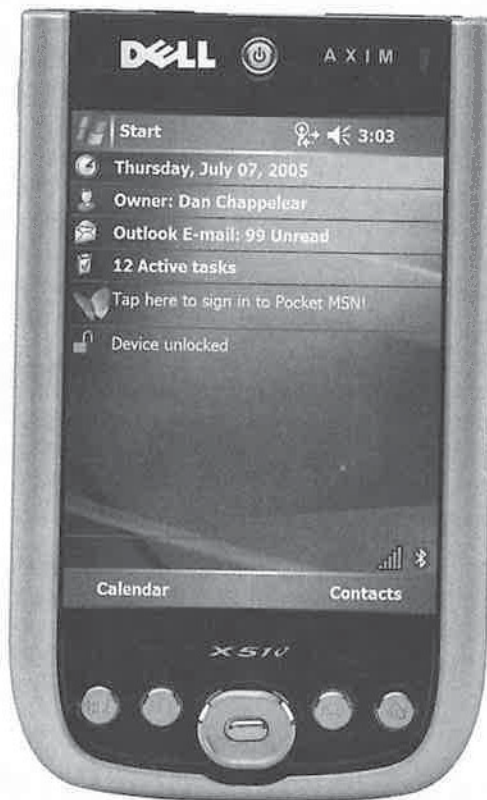 DELL AXIM
Start 3:03
Thursday, July 07, 2005
Owner: Dan Chappelear
Outlook E-mail: 99 Unread
12 Active tasks
Tap here to sign in to Pocket MSN!
Device unlocked
Calendar Contacts
X51v